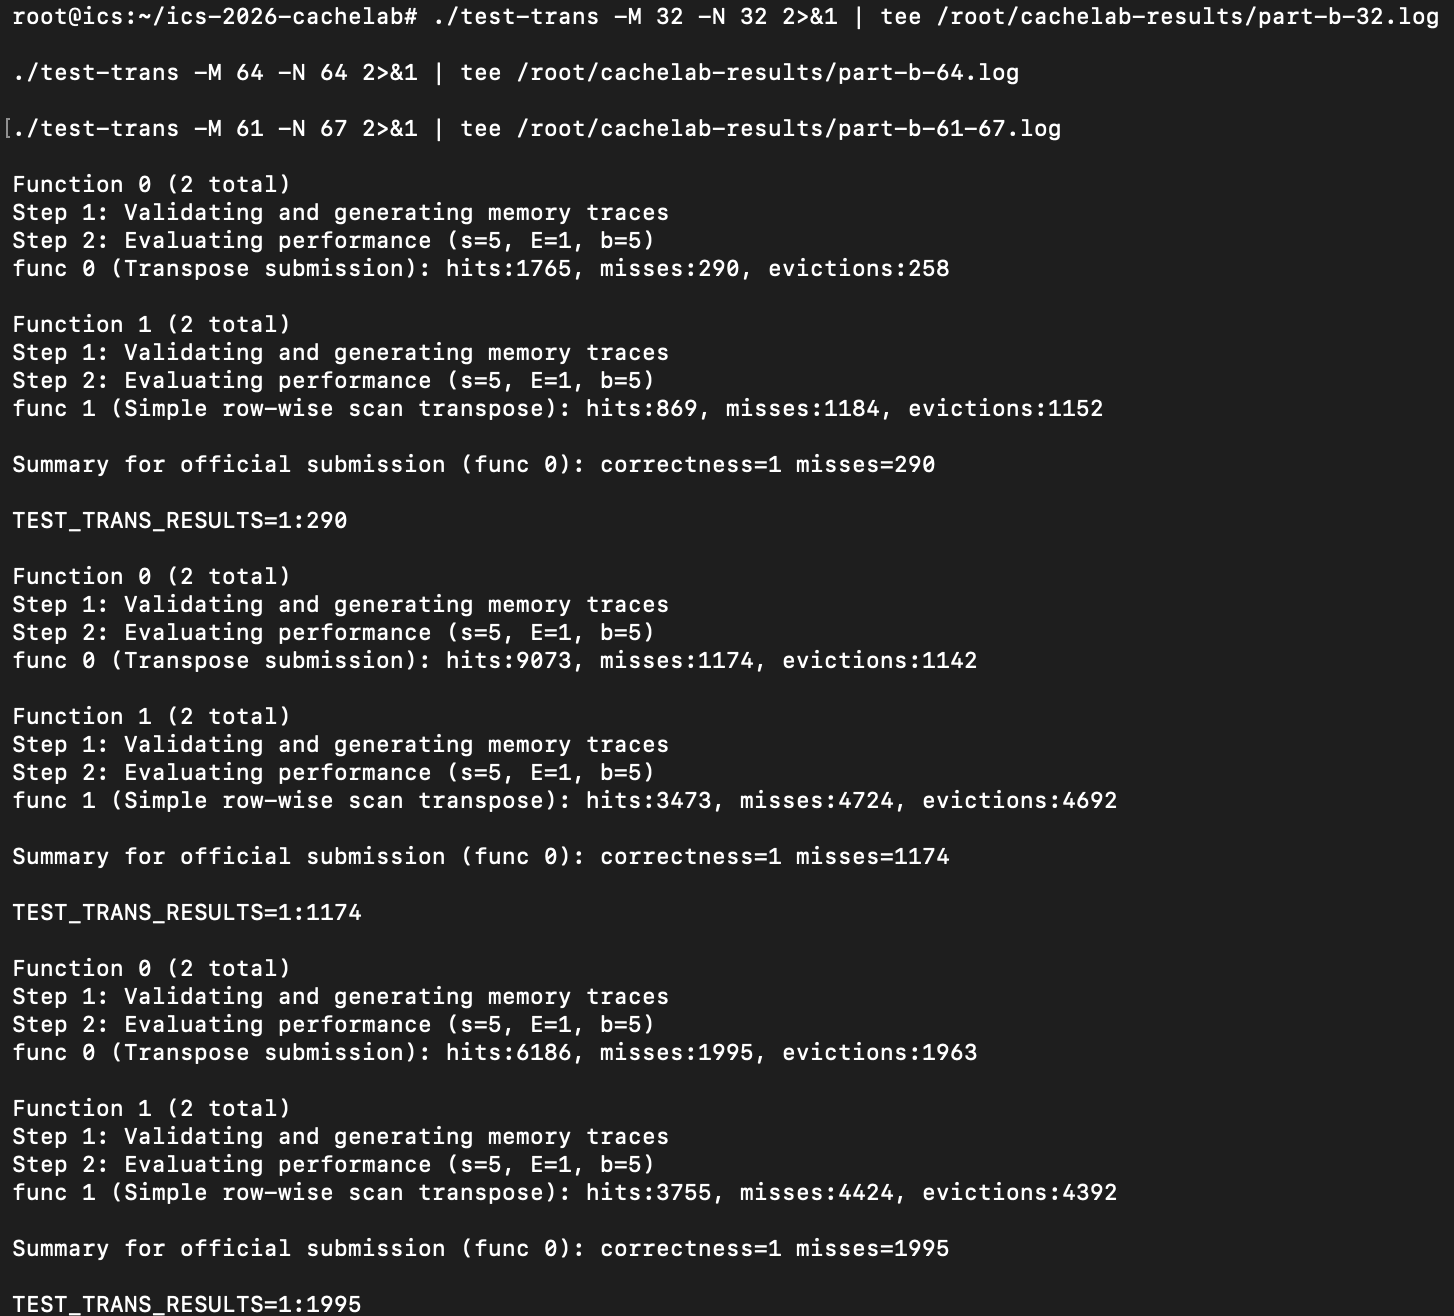 root@ics:~/ics-2026-cachelab# ./test-trans -M 32 -N 32 2>&1 | tee /root/cachelab-results/part-b-32.log
./test-trans -M 64 -N 64 2>&1 | tee /root/cachelab-results/part-b-64.log
[./test-trans -M 61 -N 67 2>&1 | tee /root/cachelab-results/part-b-61-67.log
Function 0 (2 total)
Step 1: Validating and generating memory traces
Step 2: Evaluating performance (s=5, E=1, b=5)
func 0 (Transpose submission): hits:1765, misses:290, evictions:258
Function 1 (2 total)
Step 1: Validating and generating memory traces
Step 2: Evaluating performance (s=5, E=1, b=5)
func 1 (Simple row-wise scan transpose): hits:869, misses:1184, evictions:1152
Summary for official submission (func 0): correctness=1 misses=290
TEST_TRANS_RESULTS=1:290
Function 0 (2 total)
Step 1: Validating and generating memory traces
Step 2: Evaluating performance (s=5, E=1, b=5)
func 0 (Transpose submission): hits:9073, misses:1174, evictions:1142
Function 1 (2 total)
Step 1: Validating and generating memory traces
Step 2: Evaluating performance (s=5, E=1, b=5)
func 1 (Simple row-wise scan transpose): hits:3473, misses:4724, evictions:4692
Summary for official submission (func 0): correctness=1 misses=1174
TEST_TRANS_RESULTS=1:1174
Function 0 (2 total)
Step 1: Validating and generating memory traces
Step 2: Evaluating performance (s=5, E=1, b=5)
func 0 (Transpose submission): hits:6186, misses:1995, evictions:1963
Function 1 (2 total)
Step 1: Validating and generating memory traces
Step 2: Evaluating performance (s=5, E=1, b=5)
func 1 (Simple row-wise scan transpose): hits:3755, misses:4424, evictions:4392
Summary for official submission (func 0): correctness=1 misses=1995
TEST_TRANS_RESULTS=1:1995